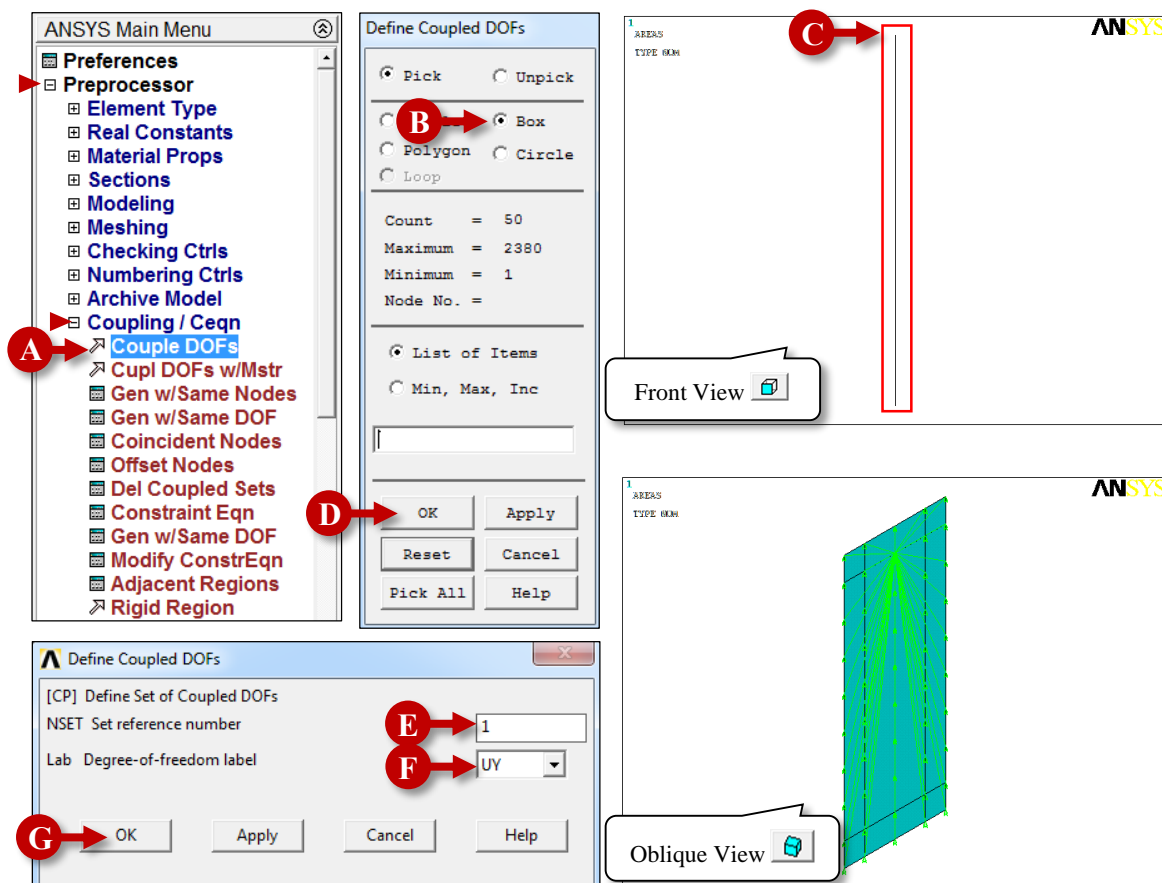 ANSYS Main Menu
Preferences
Preprocessor
Element Type
Real Constants
Material Props
Sections
Modeling
Meshing
Checking Ctrls
Numbering Ctrls
Archive Model
Coupling / Ceqn
A
Couple DOFs
Cupl DOFs w/Mstr
Gen w/Same Nodes
Gen w/Same DOF
Coincident Nodes
Offset Nodes
Del Coupled Sets
Constraint Eqn
Gen w/Same DOF
Modify ConstrEqn
Adjacent Regions
Rigid Region
Define Coupled DOFs
Pick Unpick
B Box
Polygon Circle
Loop
Count = 50
Maximum = 2380
Minimum = 1
Node No. =
List of Items
Min, Max, Inc
D OK Apply
Reset Cancel
Pick All Help
1
AREAS
TYPE NUM
C
ANSYS
Front View
1
AREAS
TYPE NUM
ANSYS
Oblique View
Define Coupled DOFs
[CP] Define Set of Coupled DOFs
NSET Set reference number E 1
Lab Degree-of-freedom label F UY
G OK Apply Cancel Help